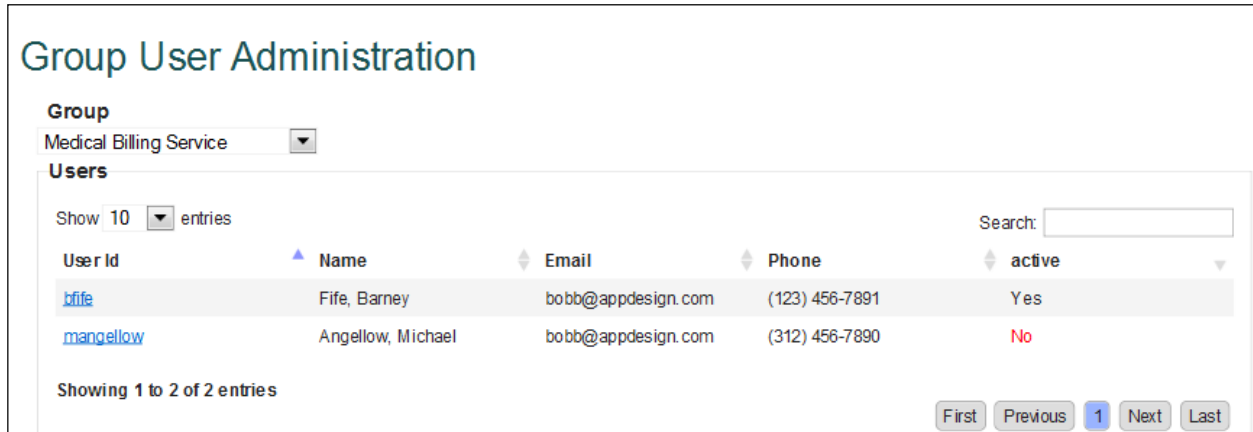 Group User Administration
Group
Medical Billing Service
Users
Show 10 entries
Search:
User Id Name Email Phone active
bfife Fife, Barney bobb@appdesign.com (123) 456-7891 Yes
mangellow Angellow, Michael bobb@appdesign.com (312) 456-7890 No
Showing 1 to 2 of 2 entries
First Previous 1 Next Last